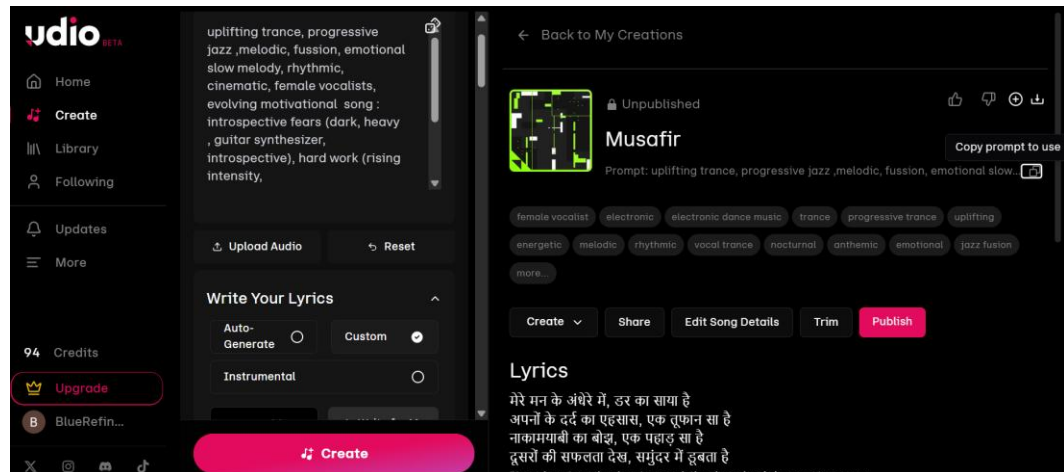 udio BETA
Home
Create
Library
Following
Updates
More
94 Credits
Upgrade
B BlueRefin...
uplifting trance, progressive
jazz ,melodic, fussion, emotional
slow melody, rhythmic,
cinematic, female vocalists,
evolving motivational song :
introspective fears (dark, heavy
, guitar synthesizer,
introspective), hard work (rising
intensity,
Upload Audio
Reset
Write Your Lyrics
Auto-
Generate
Custom
Instrumental
Create
← Back to My Creations
Unpublished
Musafir
Copy prompt to use
Prompt: uplifting trance, progressive jazz ,melodic, fussion, emotional slow...
female vocalist electronic electronic dance music trance progressive trance uplifting
energetic melodic rhythmic vocal trance nocturnal anthemic emotional jazz fusion
more...
Create Share Edit Song Details Trim Publish
Lyrics
मेरे मन के अंधेरे में, डर का साया है
अपनों के दर्द का एहसास, एक तूफान सा है
नाकामयाबी का बोझ, एक पहाड़ सा है
दूसरों की सफलता देख, समुंदर में डूबता है